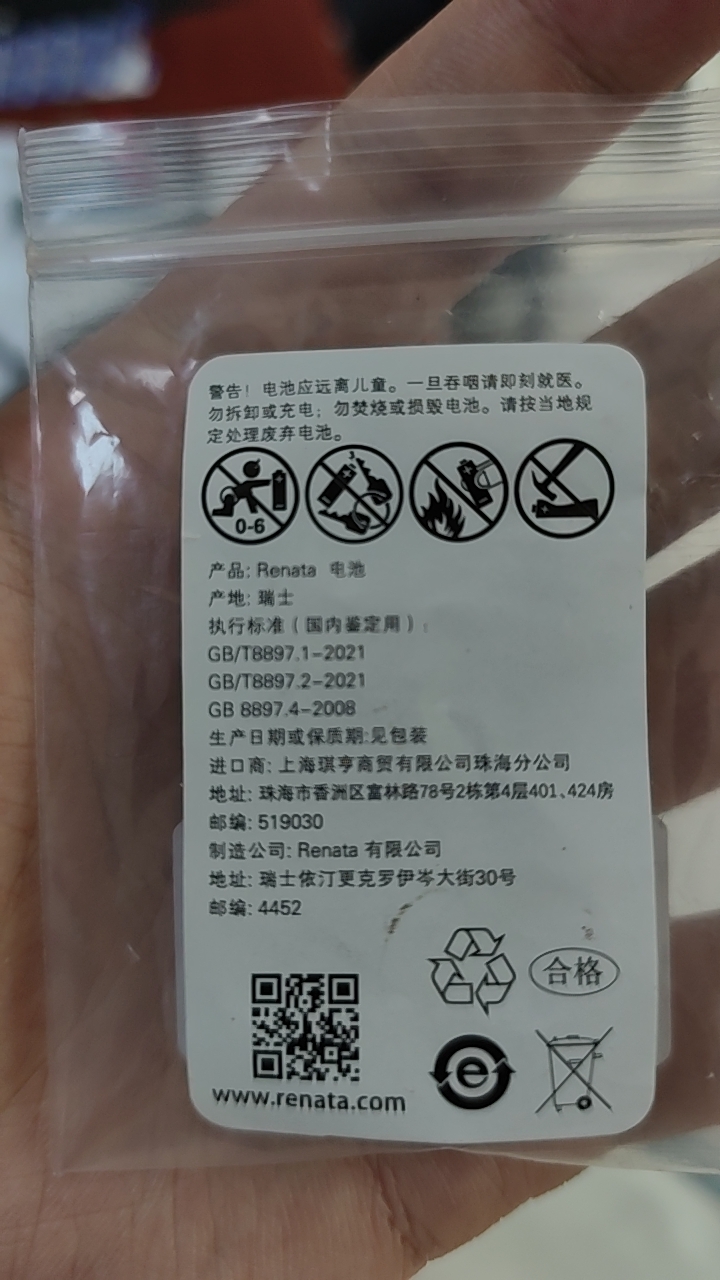 警告！电池应远离儿童。一旦吞咽请即刻就医。
勿拆卸或充电；勿焚烧或损毁电池。请按当地规
定处理废弃电池。
0-6
产品: Renata 电池
产地: 瑞士
执行标准（国内鉴定用）:
GB/T8897.1-2021
GB/T8897.2-2021
GB 8897.4-2008
生产日期或保质期:见包装
进口商: 上海琪亨商贸有限公司珠海分公司
地址: 珠海市香洲区富林路78号2栋第4层401、424房
邮编: 519030
制造公司: Renata 有限公司
地址: 瑞士依汀更克罗伊岑大街30号
邮编: 4452
合格
e
www.renata.com